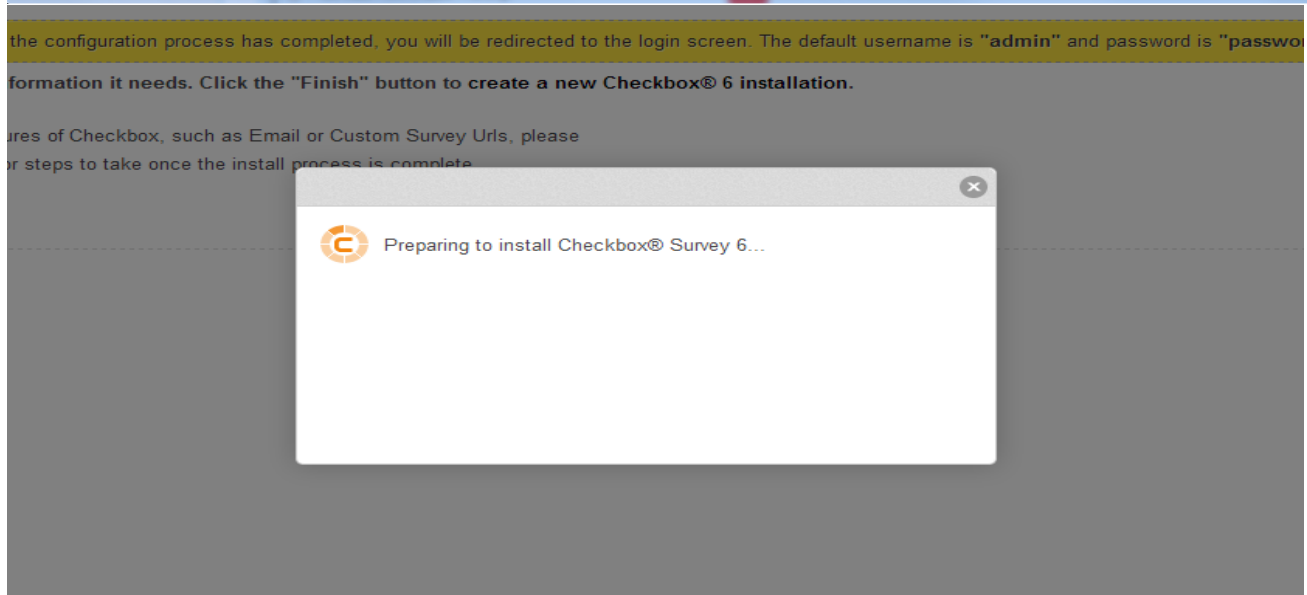 the configuration process has completed, you will be redirected to the login screen. The default username is "admin" and password is
formation it needs. Click the "Finish" button to create a new Checkbox® 6 installation.
ures of Checkbox, such as Email or Custom Survey Urls, please
or steps to take once the install process is complete
Preparing to install Checkbox® Survey 6...